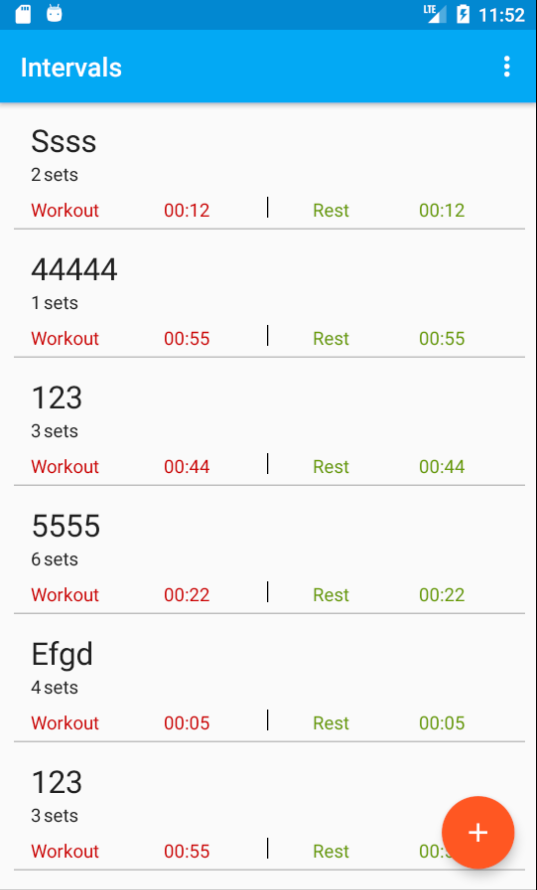 LTE 11:52
Intervals
Ssss
2 sets
Workout 00:12 | Rest 00:12
44444
1 sets
Workout 00:55 | Rest 00:55
123
3 sets
Workout 00:44 | Rest 00:44
5555
6 sets
Workout 00:22 | Rest 00:22
Efgd
4 sets
Workout 00:05 | Rest 00:05
123
3 sets
Workout 00:55 | Rest
+